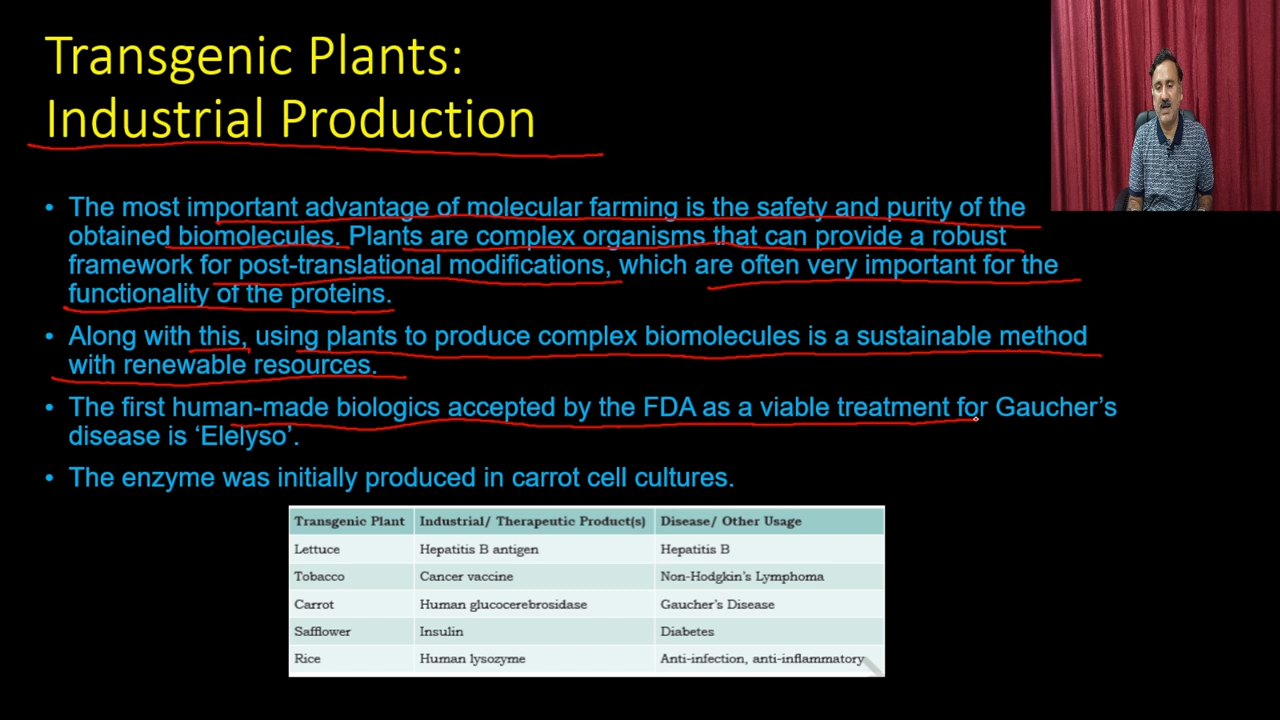 Transgenic Plants:
Industrial Production
• The most important advantage of molecular farming is the safety and purity of the
obtained biomolecules. Plants are complex organisms that can provide a robust
framework for post-translational modifications, which are often very important for the
functionality of the proteins.
• Along with this, using plants to produce complex biomolecules is a sustainable method
with renewable resources.
• The first human-made biologics accepted by the FDA as a viable treatment for Gaucher’s
disease is ‘Elelyso’.
• The enzyme was initially produced in carrot cell cultures.
Transgenic Plant Industrial/ Therapeutic Product(s) Disease/ Other Usage
Lettuce Hepatitis B antigen Hepatitis B
Tobacco Cancer vaccine Non-Hodgkin’s Lymphoma
Carrot Human glucocerebrosidase Gaucher’s Disease
Safflower Insulin Diabetes
Rice Human lysozyme Anti-infection, anti-inflammatory